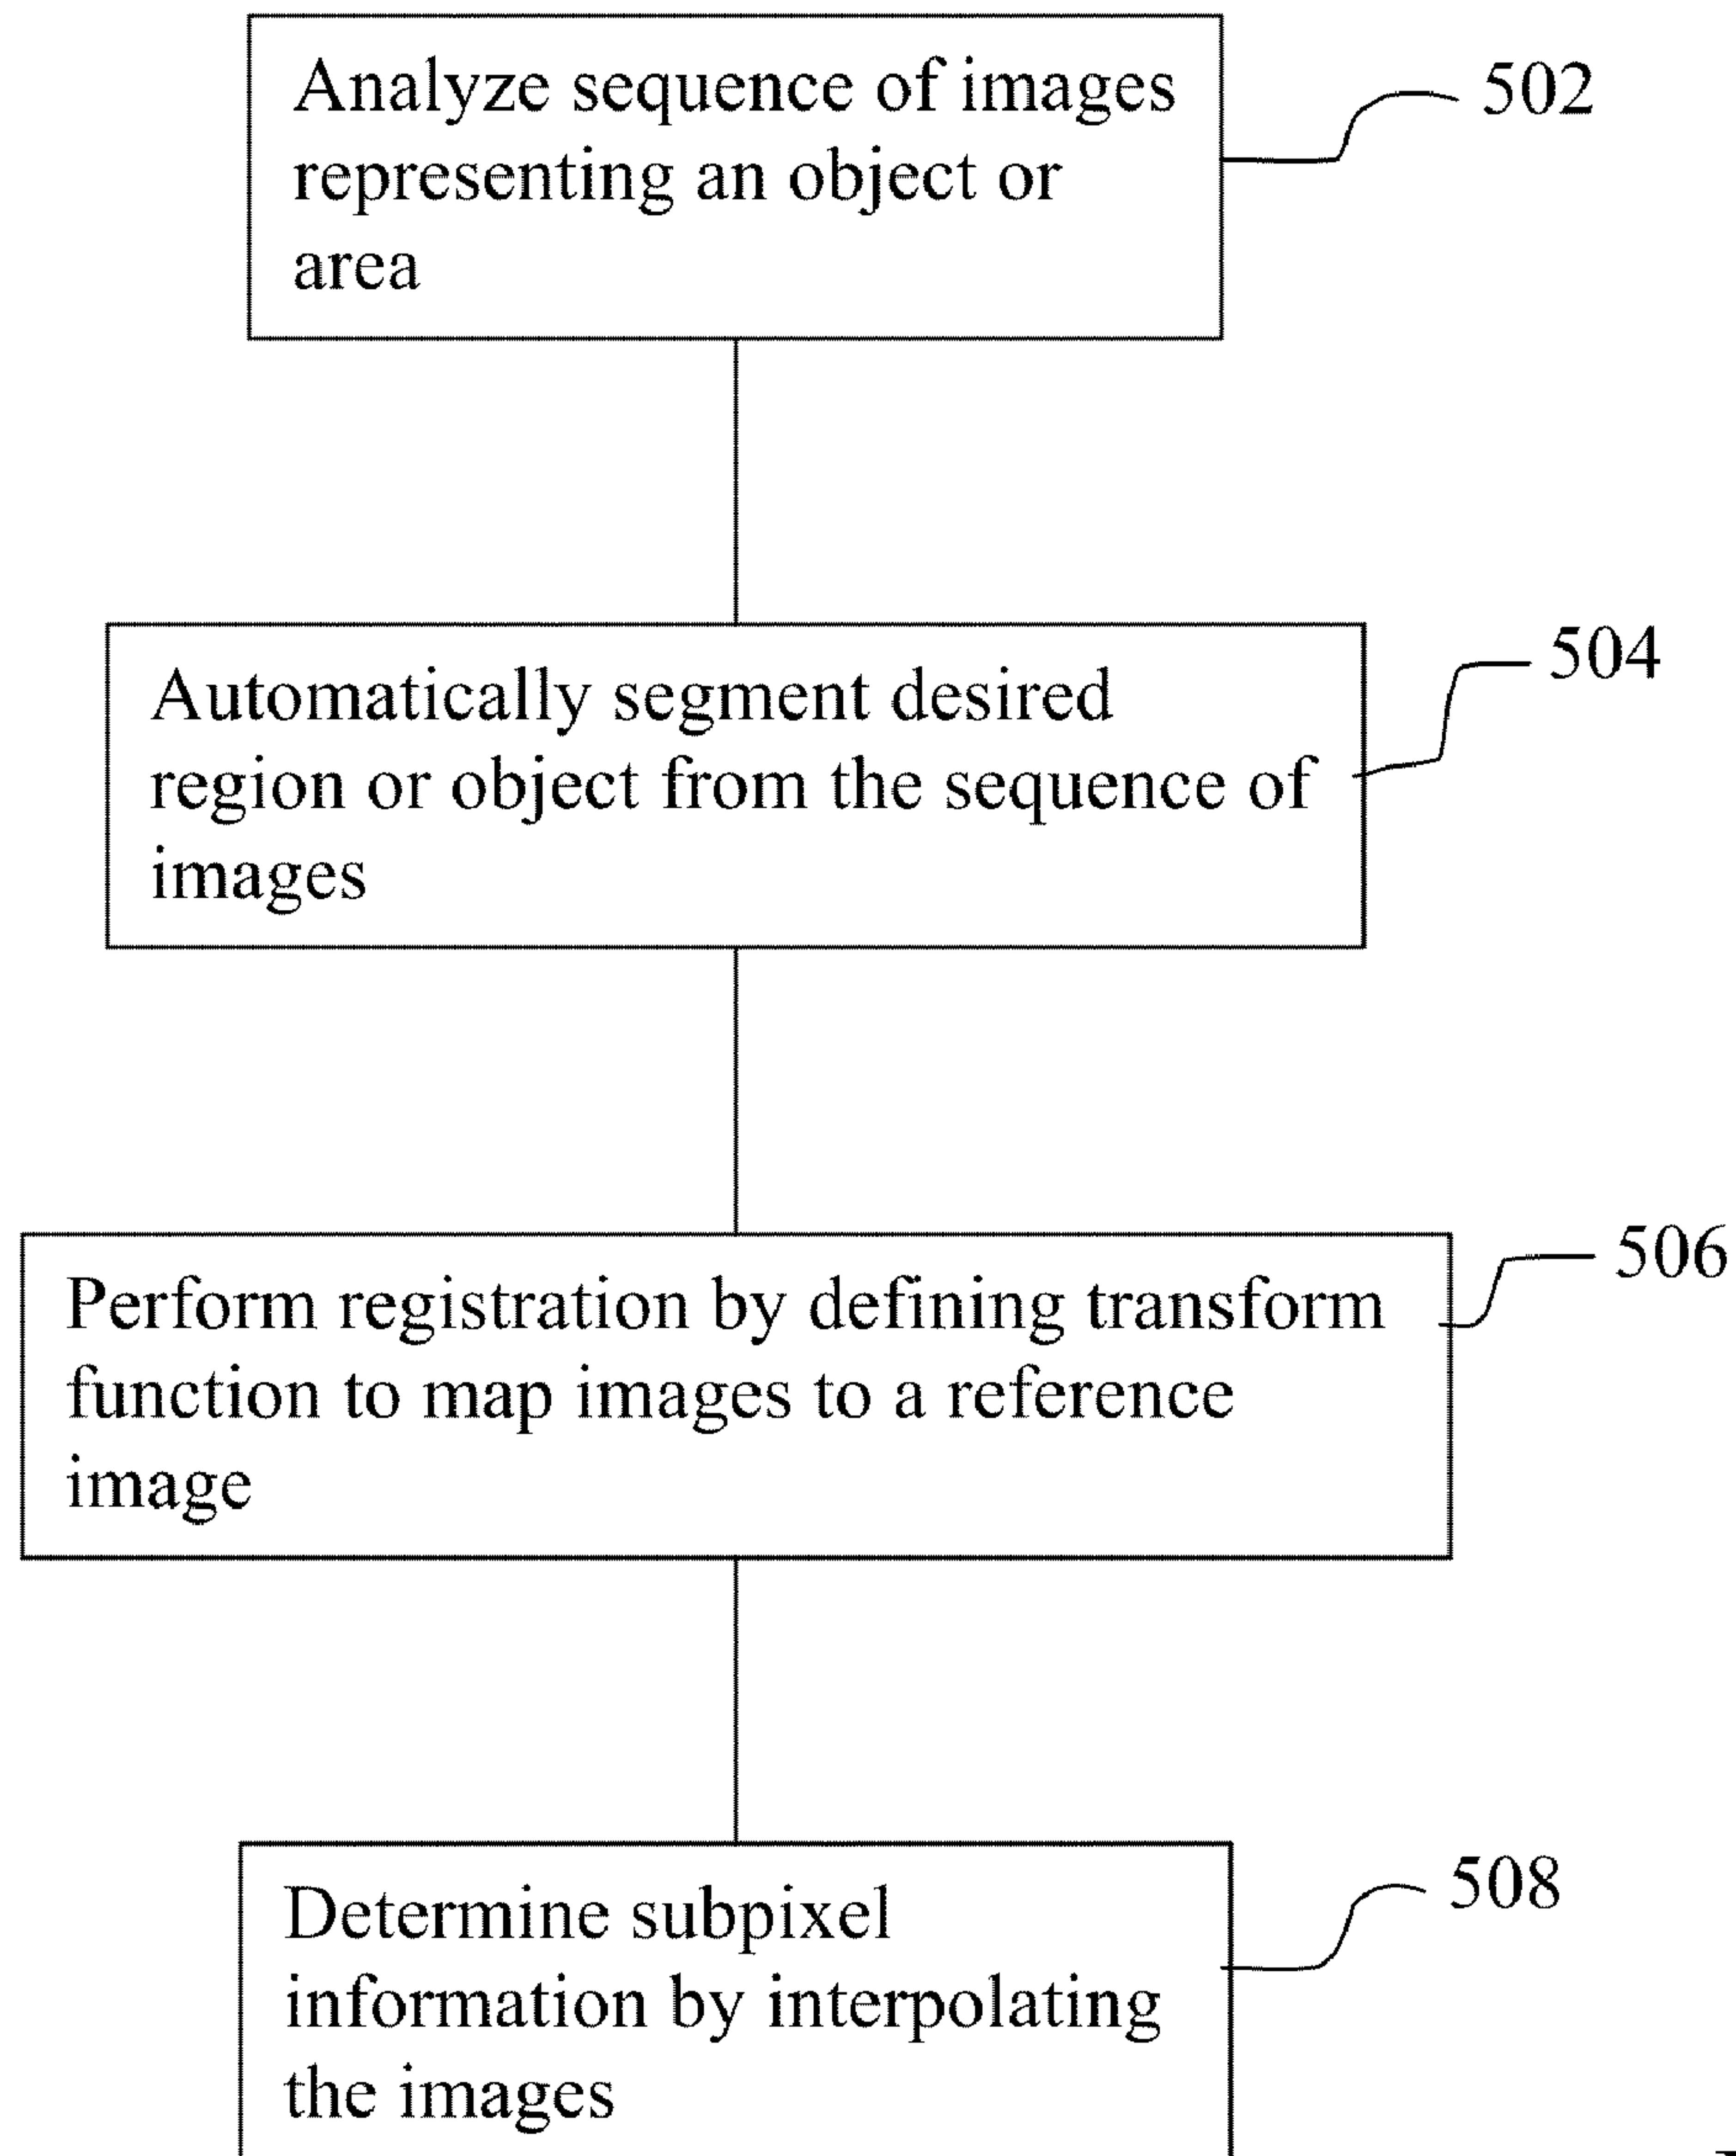 Analyze sequence of images
representing an object or
area
502
Automatically segment desired
region or object from the sequence of
images
504
Perform registration by defining transform
function to map images to a reference
image
506
Determine subpixel
information by interpolating
the images
508